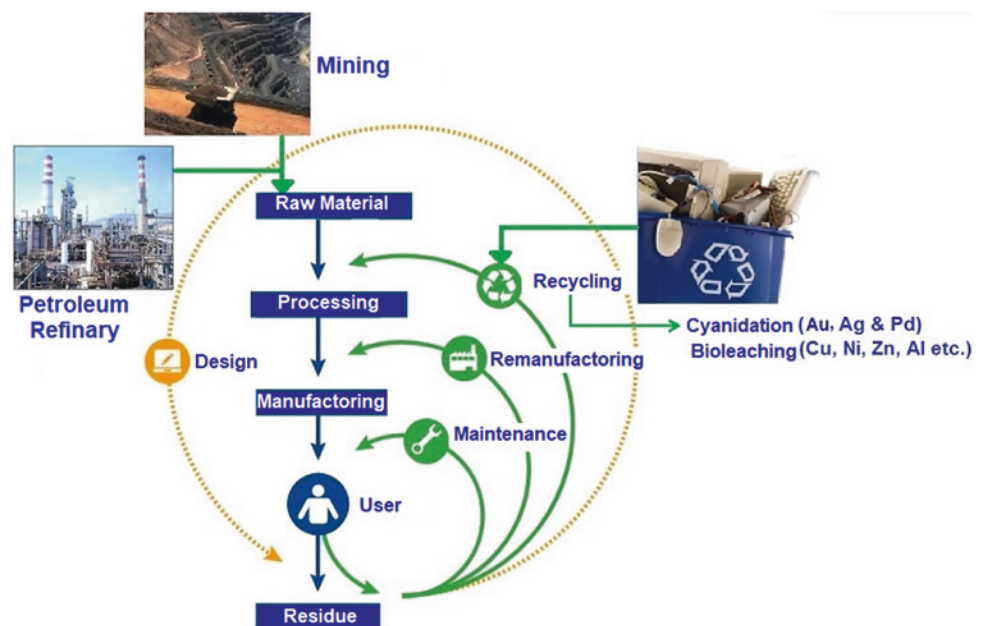 Mining
Raw Material
Petroleum
Refinary
Processing
Recycling
Cyanidation (Au, Ag & Pd)
Bioleaching (Cu, Ni, Zn, Al etc.)
Design
Remanufactoring
Manufactoring
Maintenance
User
Residue